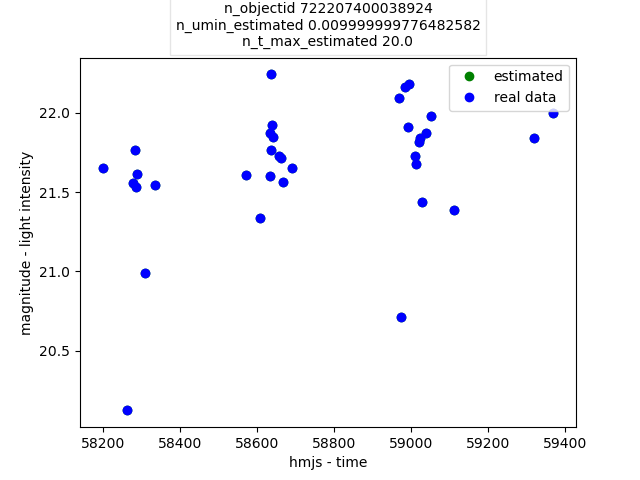 n_objectid 722207400038924
n_umin_estimated 0.009999999776482582
n_t_max_estimated 20.0
estimated
real data
magnitude - light intensity
22.0
21.5
21.0
20.5
58200 58400 58600 58800 59000 59200 59400
hmjs - time